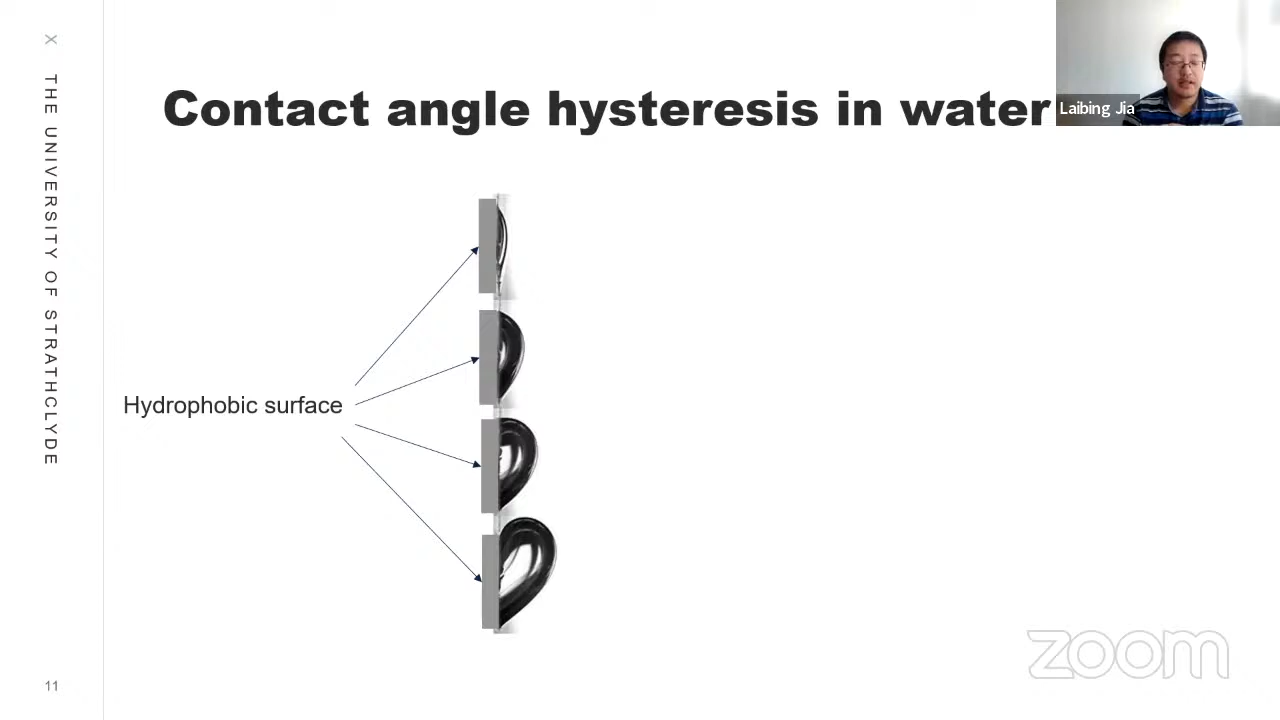 X THE UNIVERSITY OF STRATHCLYDE
Contact angle hysteresis in water
Laibing Jia
Hydrophobic surface
11
zoom